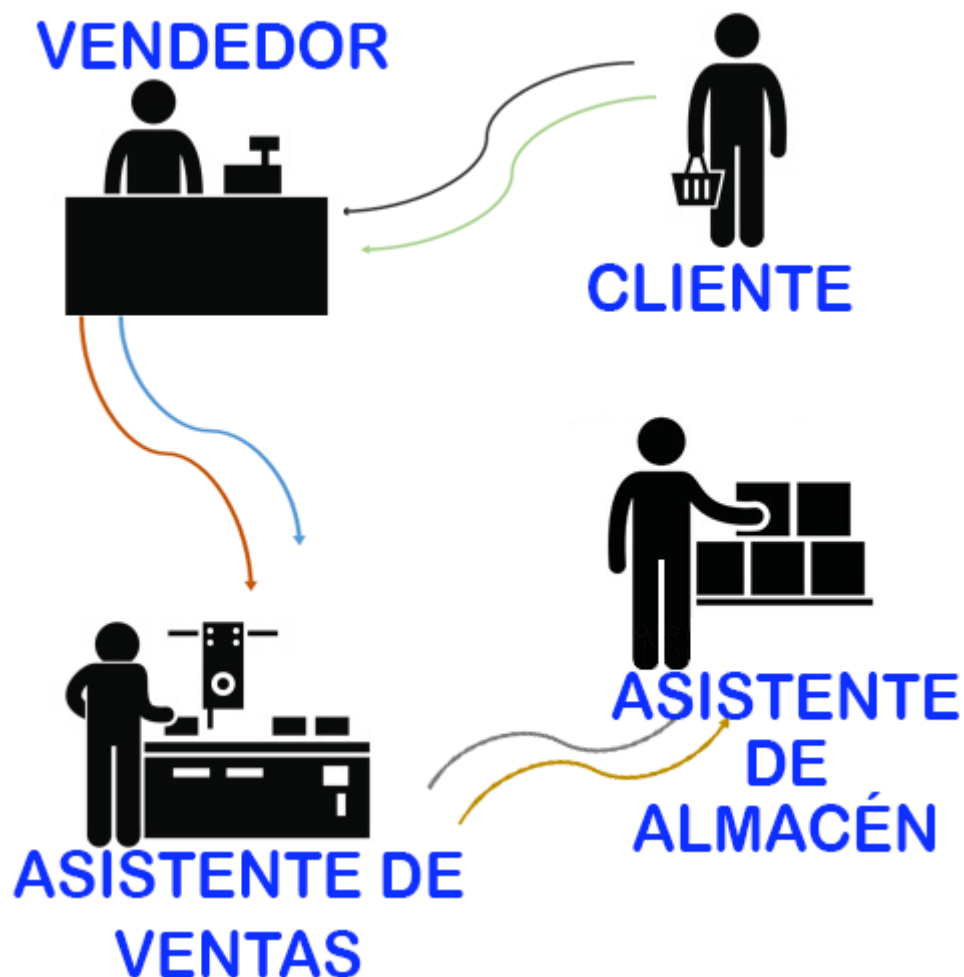 VENDEDOR
CLIENTE
ASISTENTE
DE
ALMACÉN
ASISTENTE DE
VENTAS